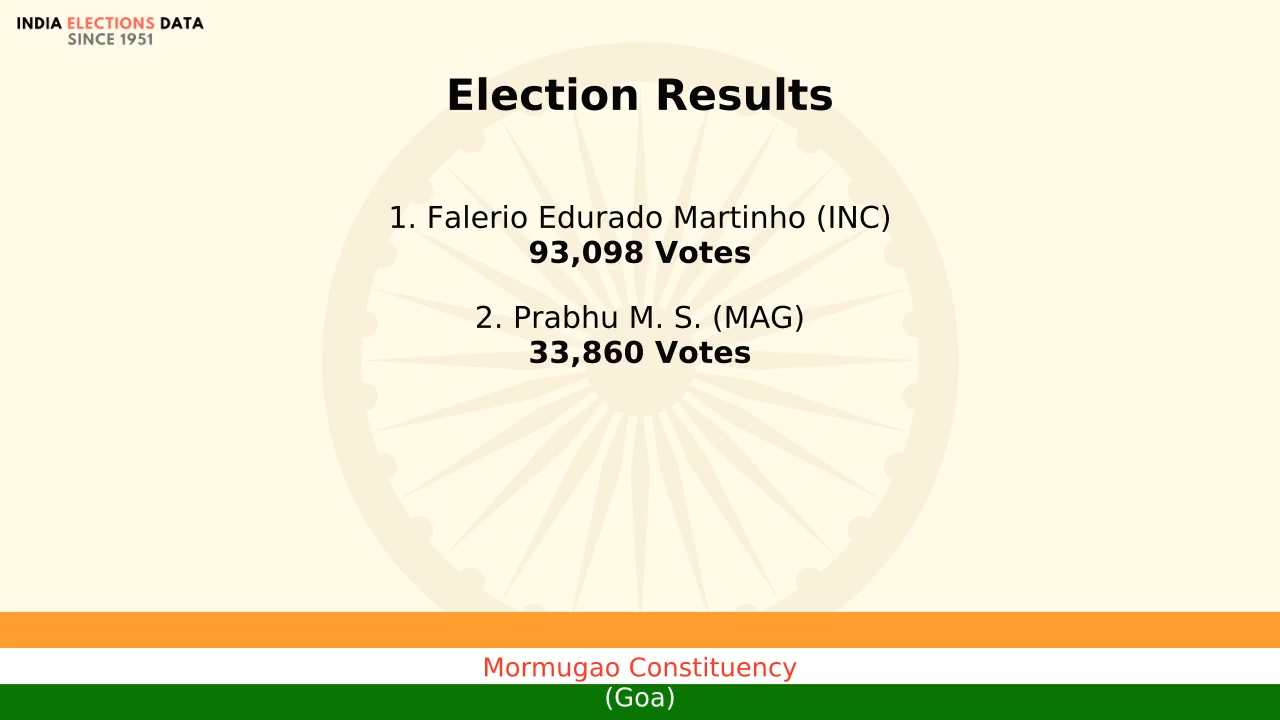 INDIA ELECTIONS DATA
SINCE 1951
Election Results
1. Falerio Edurado Martinho (INC)
93,098 Votes
2. Prabhu M. S. (MAG)
33,860 Votes
Mormugao Constituency
(Goa)